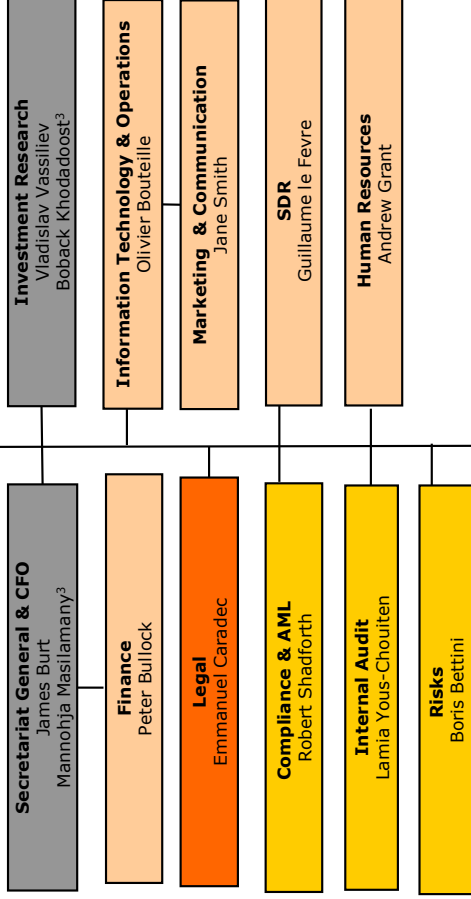 Investment Research
Vladislav Vassiliev
Boback Khodadoost³
Information Technology & Operations
Olivier Bouteille
Marketing & Communication
Jane Smith
SDR
Guillaume le Fevre
Human Resources
Andrew Grant
Secretariat General & CFO
James Burt
Mannohja Masilamany³
Finance
Peter Bullock
Legal
Emmanuel Caradec
Compliance & AML
Robert Shadforth
Internal Audit
Lamia Yous-Chouiten
Risks
Boris Bettini